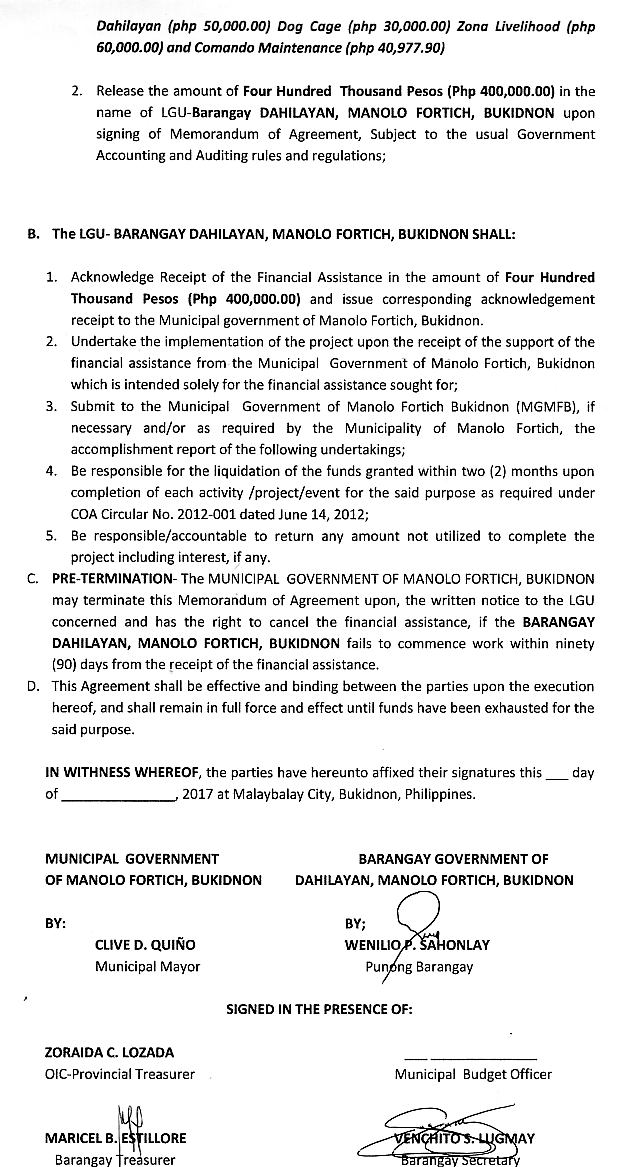 Dahilayan (php 50,000.00) Dog Cage (php 30,000.00) Zona Livelihood (php
60,000.00) and Comando Maintenance (php 40,977.90)
2. Release the amount of Four Hundred Thousand Pesos (Php 400,000.00) in the
name of LGU-Barangay DAHILAYAN, MANOLO FORTICH, BUKIDNON upon
signing of Memorandum of Agreement, Subject to the usual Government
Accounting and Auditing rules and regulations;
B. The LGU- BARANGAY DAHILAYAN, MANOLO FORTICH, BUKIDNON SHALL:
1. Acknowledge Receipt of the Financial Assistance in the amount of Four Hundred
Thousand Pesos (Php 400,000.00) and issue corresponding acknowledgement
receipt to the Municipal government of Manolo Fortich, Bukidnon.
2. Undertake the implementation of the project upon the receipt of the support of the
financial assistance from the Municipal Government of Manolo Fortich, Bukidnon
which is intended solely for the financial assistance sought for;
3. Submit to the Municipal Government of Manolo Fortich Bukidnon (MGMFB), if
necessary and/or as required by the Municipality of Manolo Fortich, the
accomplishment report of the following undertakings;
4. Be responsible for the liquidation of the funds granted within two (2) months upon
completion of each activity /project/event for the said purpose as required under
COA Circular No. 2012-001 dated June 14, 2012;
5. Be responsible/accountable to return any amount not utilized to complete the
project including interest, if any.
C. PRE-TERMINATION- The MUNICIPAL GOVERNMENT OF MANOLO FORTICH, BUKIDNON
may terminate this Memorandum of Agreement upon, the written notice to the LGU
concerned and has the right to cancel the financial assistance, if the BARANGAY
DAHILAYAN, MANOLO FORTICH, BUKIDNON fails to commence work within ninety
(90) days from the receipt of the financial assistance.
D. This Agreement shall be effective and binding between the parties upon the execution
hereof, and shall remain in full force and effect until funds have been exhausted for the
said purpose.
IN WITNESS WHEREOF, the parties have hereunto affixed their signatures this ___ day
of ________________, 2017 at Malaybalay City, Bukidnon, Philippines.
MUNICIPAL GOVERNMENT BARANGAY GOVERNMENT OF
OF MANOLO FORTICH, BUKIDNON DAHILAYAN, MANOLO FORTICH, BUKIDNON
BY: BY;
CLIVE D. QUIÑO WENILIO P. SAHONLAY
Municipal Mayor Punong Barangay
SIGNED IN THE PRESENCE OF:
ZORAIDA C. LOZADA ___ ______________
OIC-Provincial Treasurer Municipal Budget Officer
MARICEL B. ESTILLORE VENCHITO S. LUGMAY
Barangay Treasurer Barangay Secretary